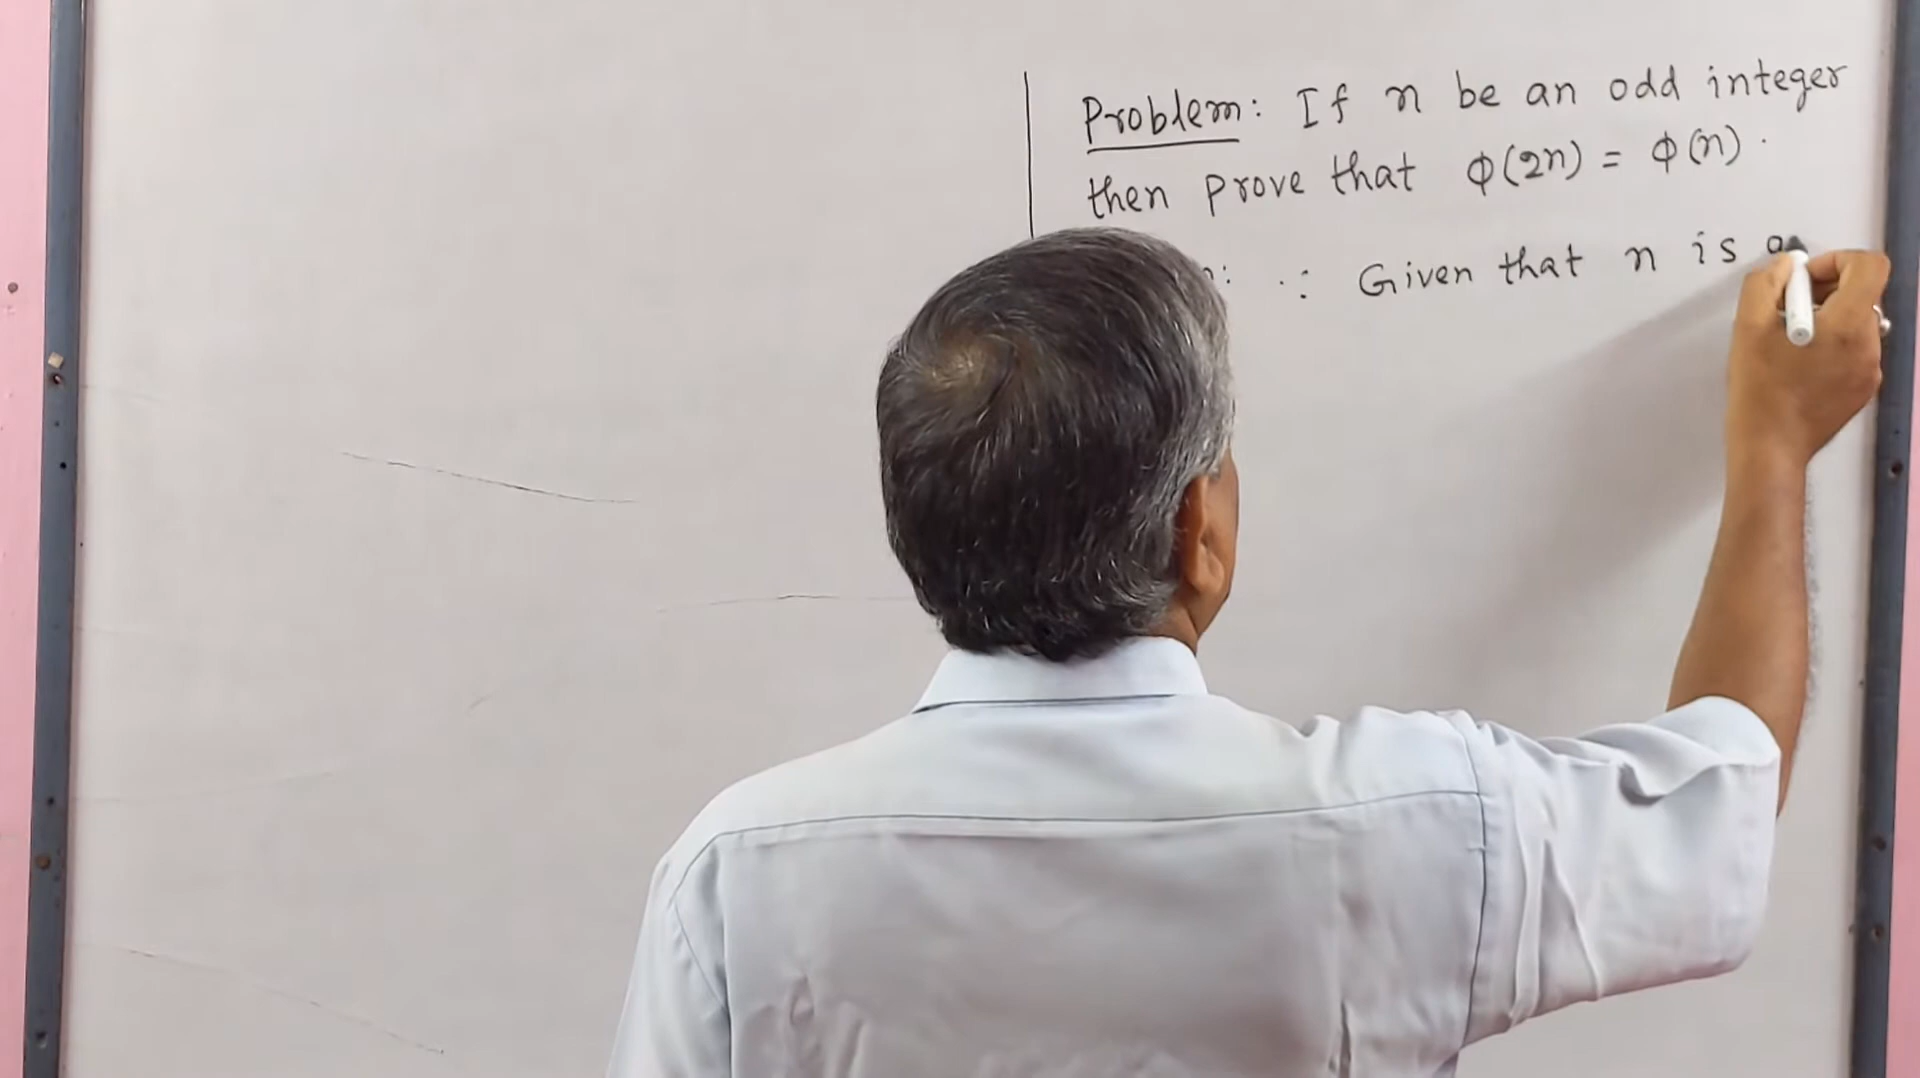 Problem: If n be an odd integer
then prove that φ(2n) = φ(n).
∵ Given that n is